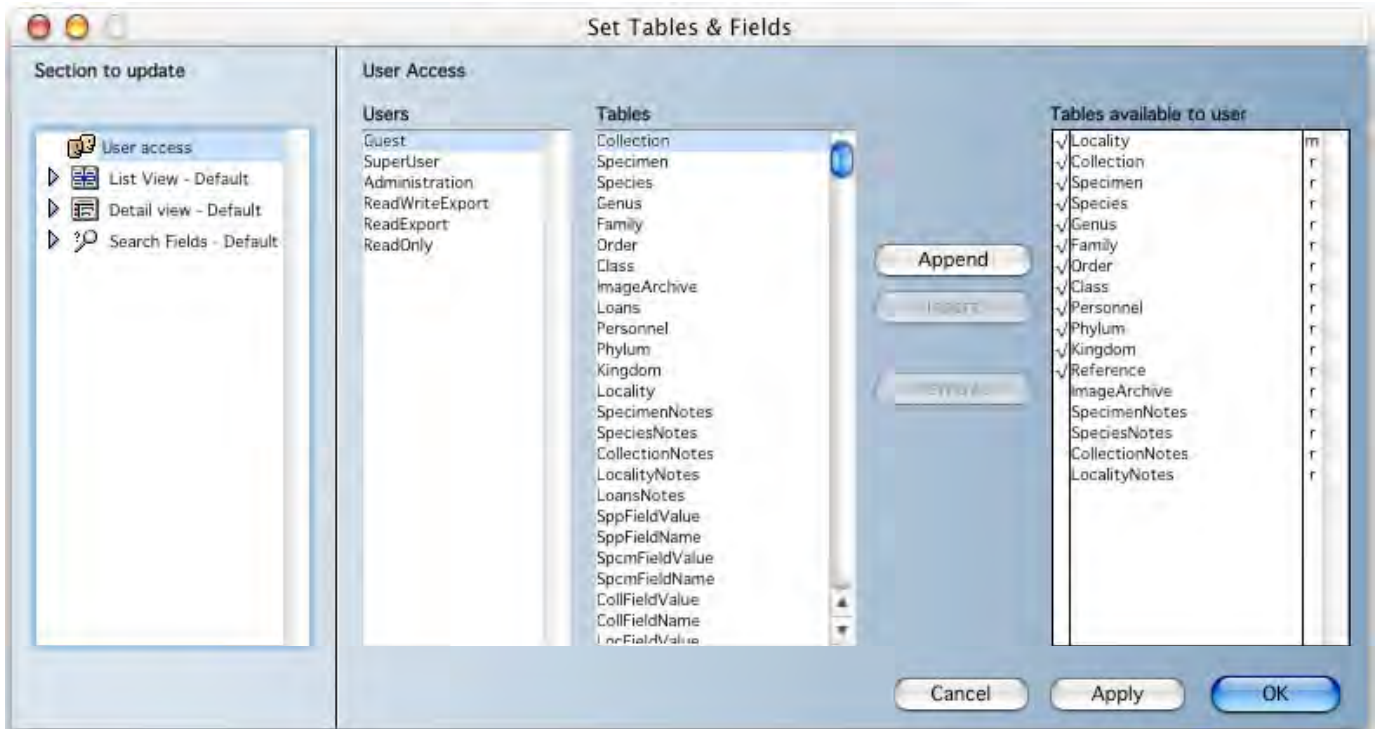 Set Tables & Fields
Section to update
User access
List View - Default
Detail view - Default
Search Fields - Default
User Access
Users
Guest
SuperUser
Administration
ReadWriteExport
ReadExport
ReadOnly
Tables
Collection
Specimen
Species
Genus
Family
Order
Class
ImageArchive
Loans
Personnel
Phylum
Kingdom
Locality
SpecimenNotes
SpeciesNotes
CollectionNotes
LocalityNotes
LoansNotes
SppFieldValue
SppFieldName
SpcmFieldValue
SpcmFieldName
CollFieldValue
CollFieldName
LocFieldValue
Append
Tables available to user
√Locality m
√Collection r
√Specimen r
√Species r
√Genus r
√Family r
√Order r
√Class r
√Personnel r
√Phylum r
√Kingdom r
√Reference r
ImageArchive r
SpecimenNotes r
SpeciesNotes r
CollectionNotes r
LocalityNotes r
Cancel
Apply
OK